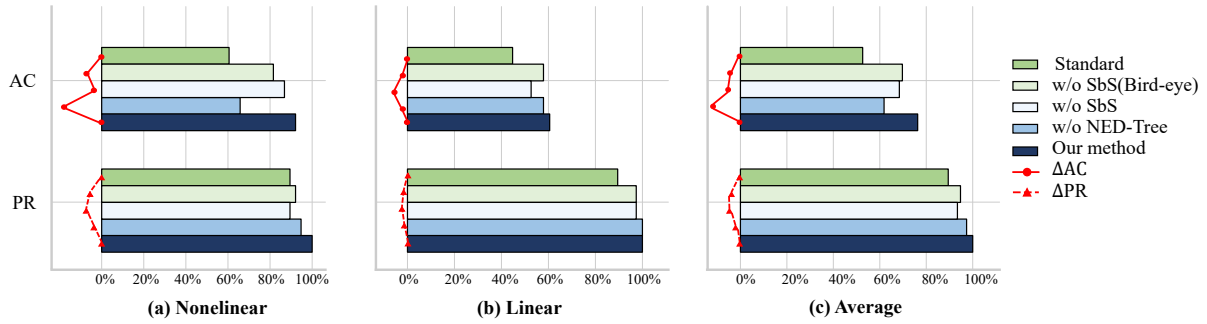 AC
PR
0% 20% 40% 60% 80% 100%
(a) Nonelinear
0% 20% 40% 60% 80% 100%
(b) Linear
0% 20% 40% 60% 80% 100%
(c) Average
Standard
w/o SbS(Bird-eye)
w/o SbS
w/o NED-Tree
Our method
ΔAC
ΔPR